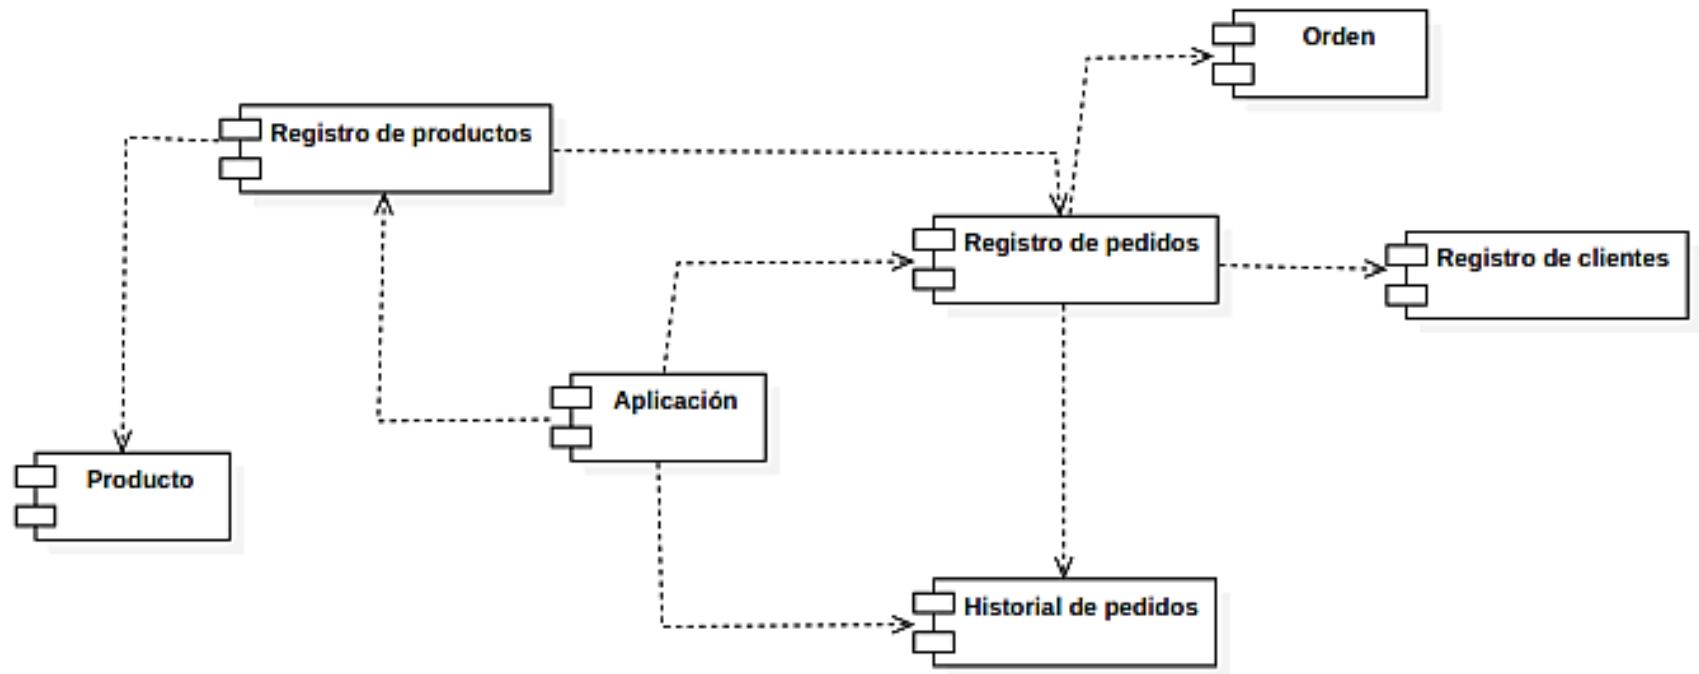 Orden
Registro de productos
Registro de pedidos
Registro de clientes
Aplicación
Producto
Historial de pedidos